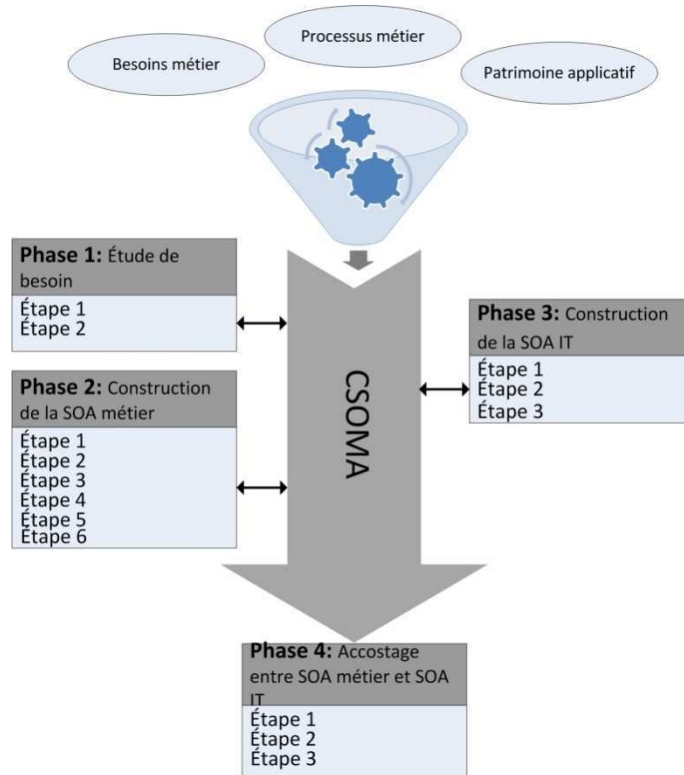 Processus métier
Besoins métier
Patrimoine applicatif
Phase 1: Étude de
besoin
Étape 1
Étape 2
Phase 2: Construction
de la SOA métier
Étape 1
Étape 2
Étape 3
Étape 4
Étape 5
Étape 6
CSOMA
Phase 3: Construction
de la SOA IT
Étape 1
Étape 2
Étape 3
Phase 4: Accostage
entre SOA métier et SOA
IT
Étape 1
Étape 2
Étape 3